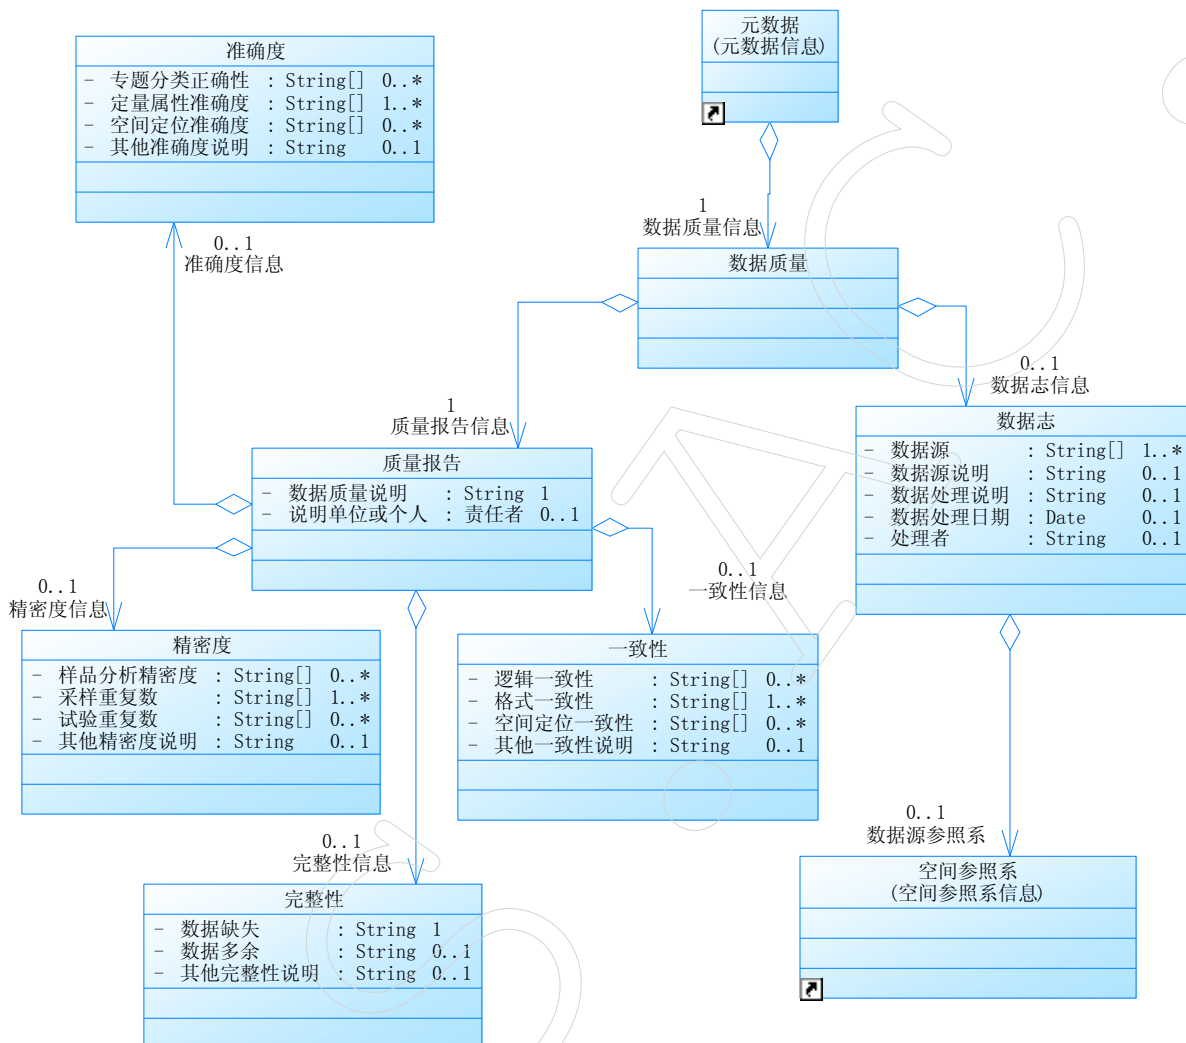 元数据
(元数据信息)
准确度
- 专题分类正确性 : String[] 0..*
- 定量属性准确度 : String[] 1..*
- 空间定位准确度 : String[] 0..*
- 其他准确度说明 : String 0..1
1
数据质量信息
0..1
准确度信息
数据质量
0..1
数据志信息
1
质量报告信息
数据志
- 数据源 : String[] 1..*
- 数据源说明 : String 0..1
- 数据处理说明 : String 0..1
- 数据处理日期 : Date 0..1
- 处理者 : String 0..1
质量报告
- 数据质量说明 : String 1
- 说明单位或个人 : 责任者 0..1
0..1
精密度信息
0..1
一致性信息
精密度
- 样品分析精密度 : String[] 0..*
- 采样重复数 : String[] 1..*
- 试验重复数 : String[] 0..*
- 其他精密度说明 : String 0..1
一致性
- 逻辑一致性 : String[] 0..*
- 格式一致性 : String[] 1..*
- 空间定位一致性 : String[] 0..*
- 其他一致性说明 : String 0..1
0..1
完整性信息
0..1
数据源参照系
空间参照系
(空间参照系信息)
完整性
- 数据缺失 : String 1
- 数据多余 : String 0..1
- 其他完整性说明 : String 0..1